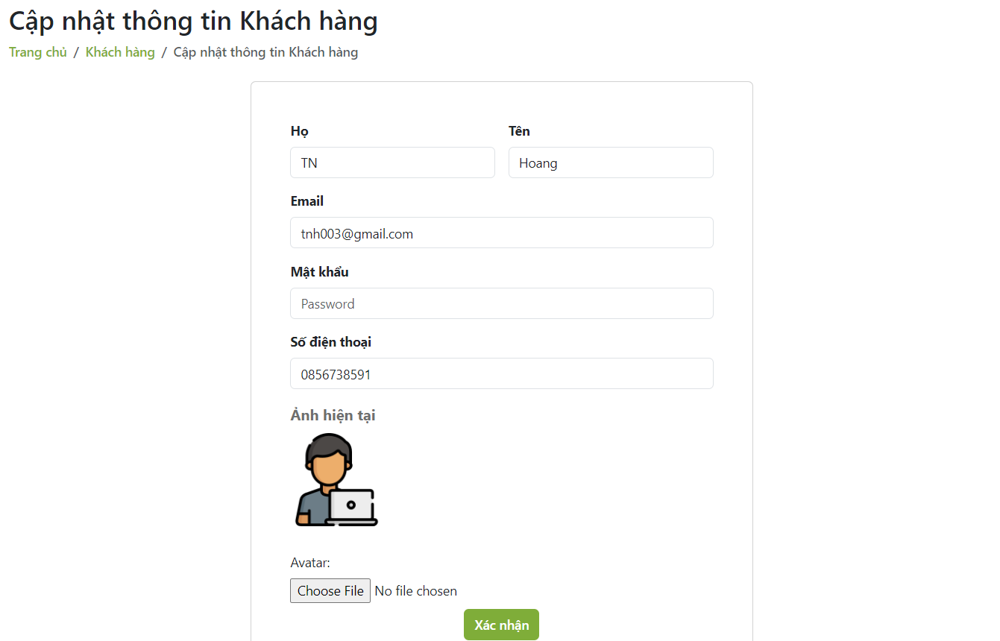 Cập nhật thông tin Khách hàng
Trang chủ / Khách hàng / Cập nhật thông tin Khách hàng
Họ Tên
TN Hoang
Email
tnh003@gmail.com
Mật khẩu
Password
Số điện thoại
0856738591
Ảnh hiện tại
Avatar:
Choose File No file chosen
Xác nhận